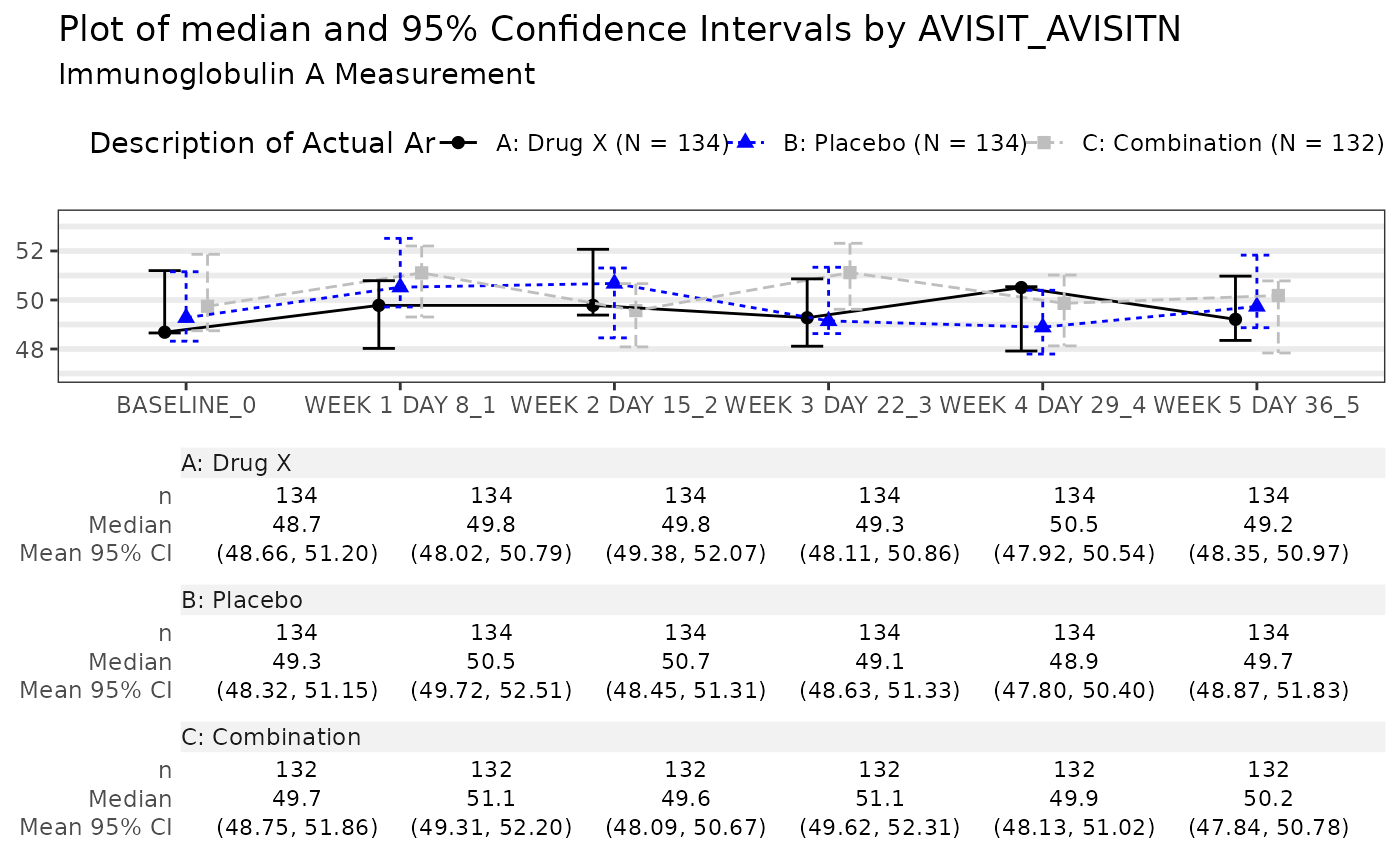 Plot of median and 95% Confidence Intervals by AVISIT_AVISITN
Immunoglobulin A Measurement
Description of Actual Ar A: Drug X (N = 134) B: Placebo (N = 134) C: Combination (N = 132)
52
50
48
BASELINE_0 WEEK 1 DAY 8_1 WEEK 2 DAY 15_2 WEEK 3 DAY 22_3 WEEK 4 DAY 29_4 WEEK 5 DAY 36_5
A: Drug X
n 134 134 134 134 134 134
Median 48.7 49.8 49.8 49.3 50.5 49.2
Mean 95% CI (48.66, 51.20) (48.02, 50.79) (49.38, 52.07) (48.11, 50.86) (47.92, 50.54) (48.35, 50.97)
B: Placebo
n 134 134 134 134 134 134
Median 49.3 50.5 50.7 49.1 48.9 49.7
Mean 95% CI (48.32, 51.15) (49.72, 52.51) (48.45, 51.31) (48.63, 51.33) (47.80, 50.40) (48.87, 51.83)
C: Combination
n 132 132 132 132 132 132
Median 49.7 51.1 49.6 51.1 49.9 50.2
Mean 95% CI (48.75, 51.86) (49.31, 52.20) (48.09, 50.67) (49.62, 52.31) (48.13, 51.02) (47.84, 50.78)